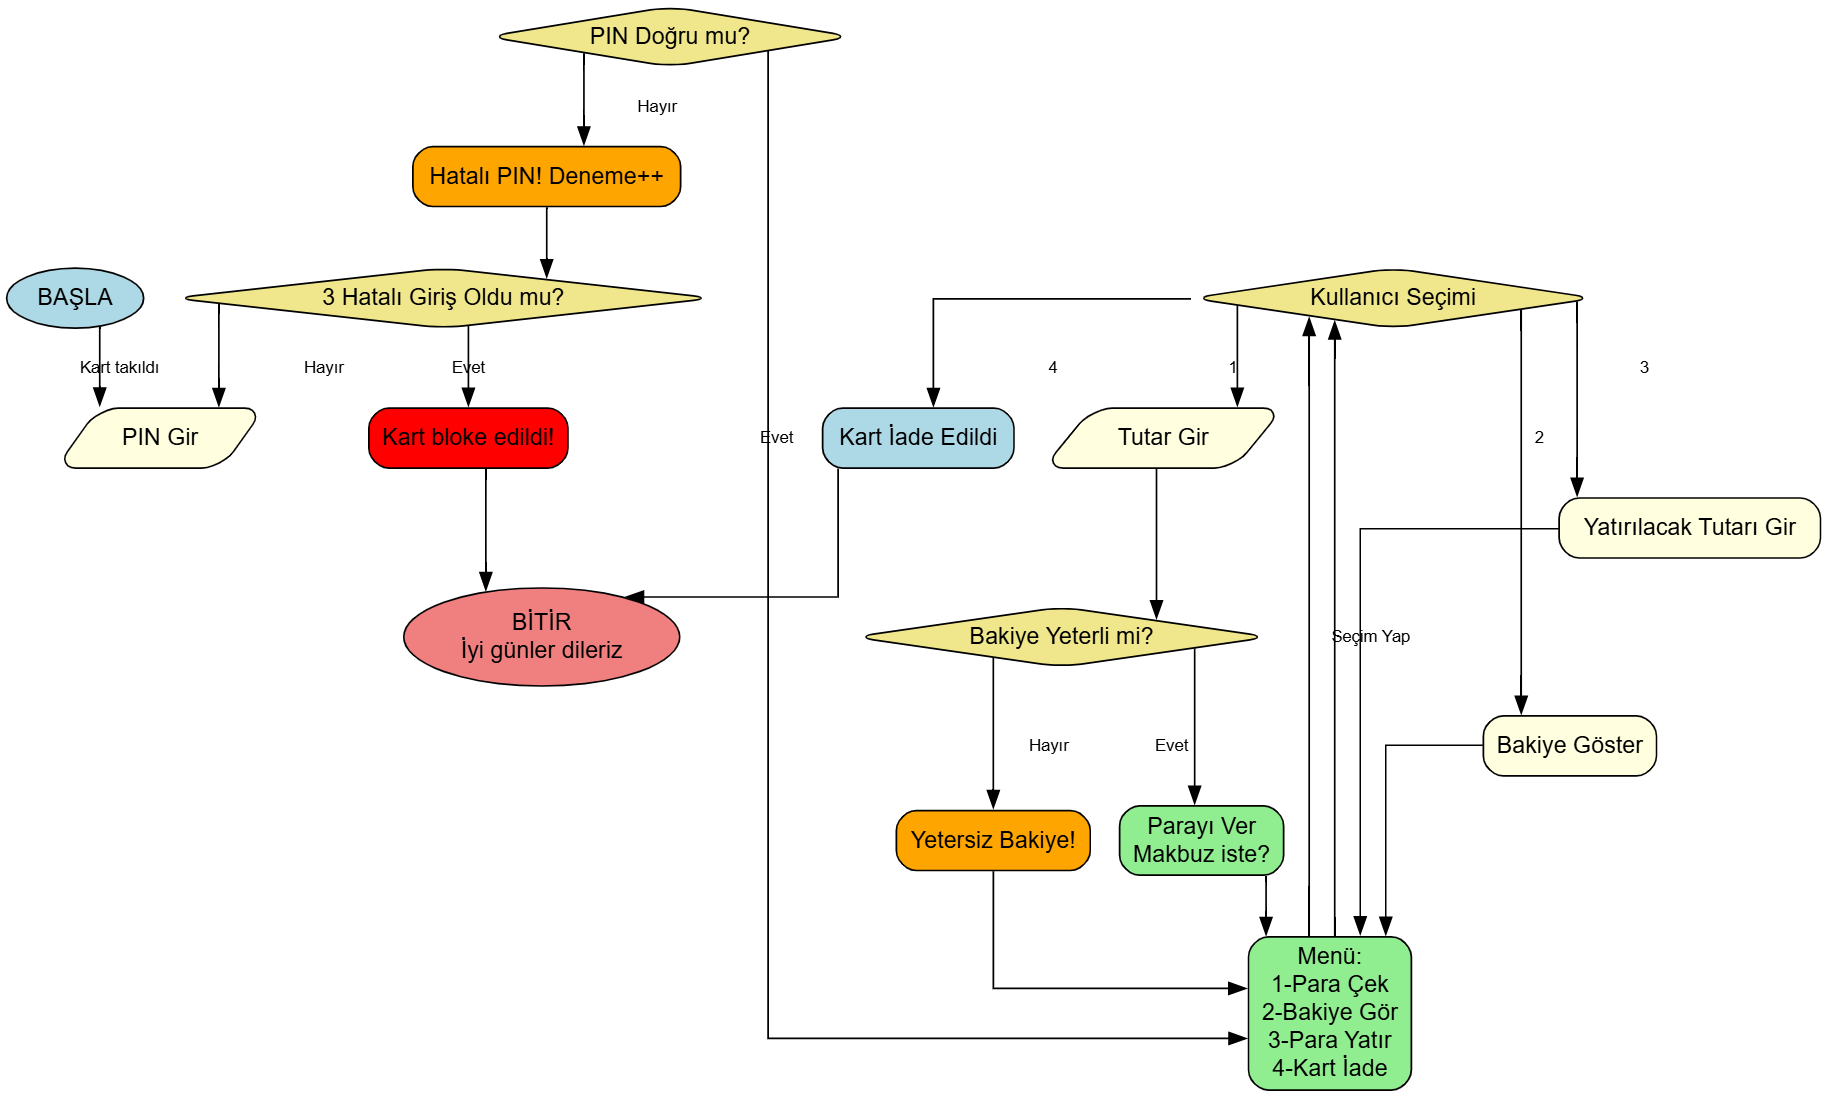 PIN Doğru mu?
Hayır
Hatalı PIN! Deneme++
BAŞLA
3 Hatalı Giriş Oldu mu?
Kullanıcı Seçimi
Kart takıldı
Hayır
Evet
4
1
3
PIN Gir
Kart bloke edildi!
Evet
Kart İade Edildi
Tutar Gir
2
Yatırılacak Tutarı Gir
BİTİR
İyi günler dileriz
Bakiye Yeterli mi?
Seçim Yap
Hayır
Evet
Bakiye Göster
Yetersiz Bakiye!
Parayı Ver
Makbuz iste?
Menü:
1-Para Çek
2-Bakiye Gör
3-Para Yatır
4-Kart İade